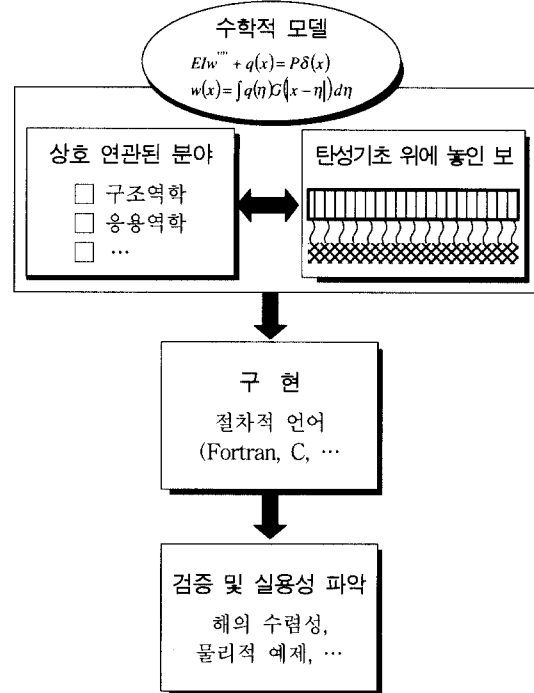 수학적 모델
EIw'''' + q(x) = Pδ(x)
w(x) = ∫ q(η)G(|x − η|)dη
상호 연관된 분야
□ 구조역학
□ 응용역학
□ …
탄성기초 위에 놓인 보
구 현
절차적 언어
(Fortran, C, …
검증 및 실용성 파악
해의 수렴성,
물리적 예제, …